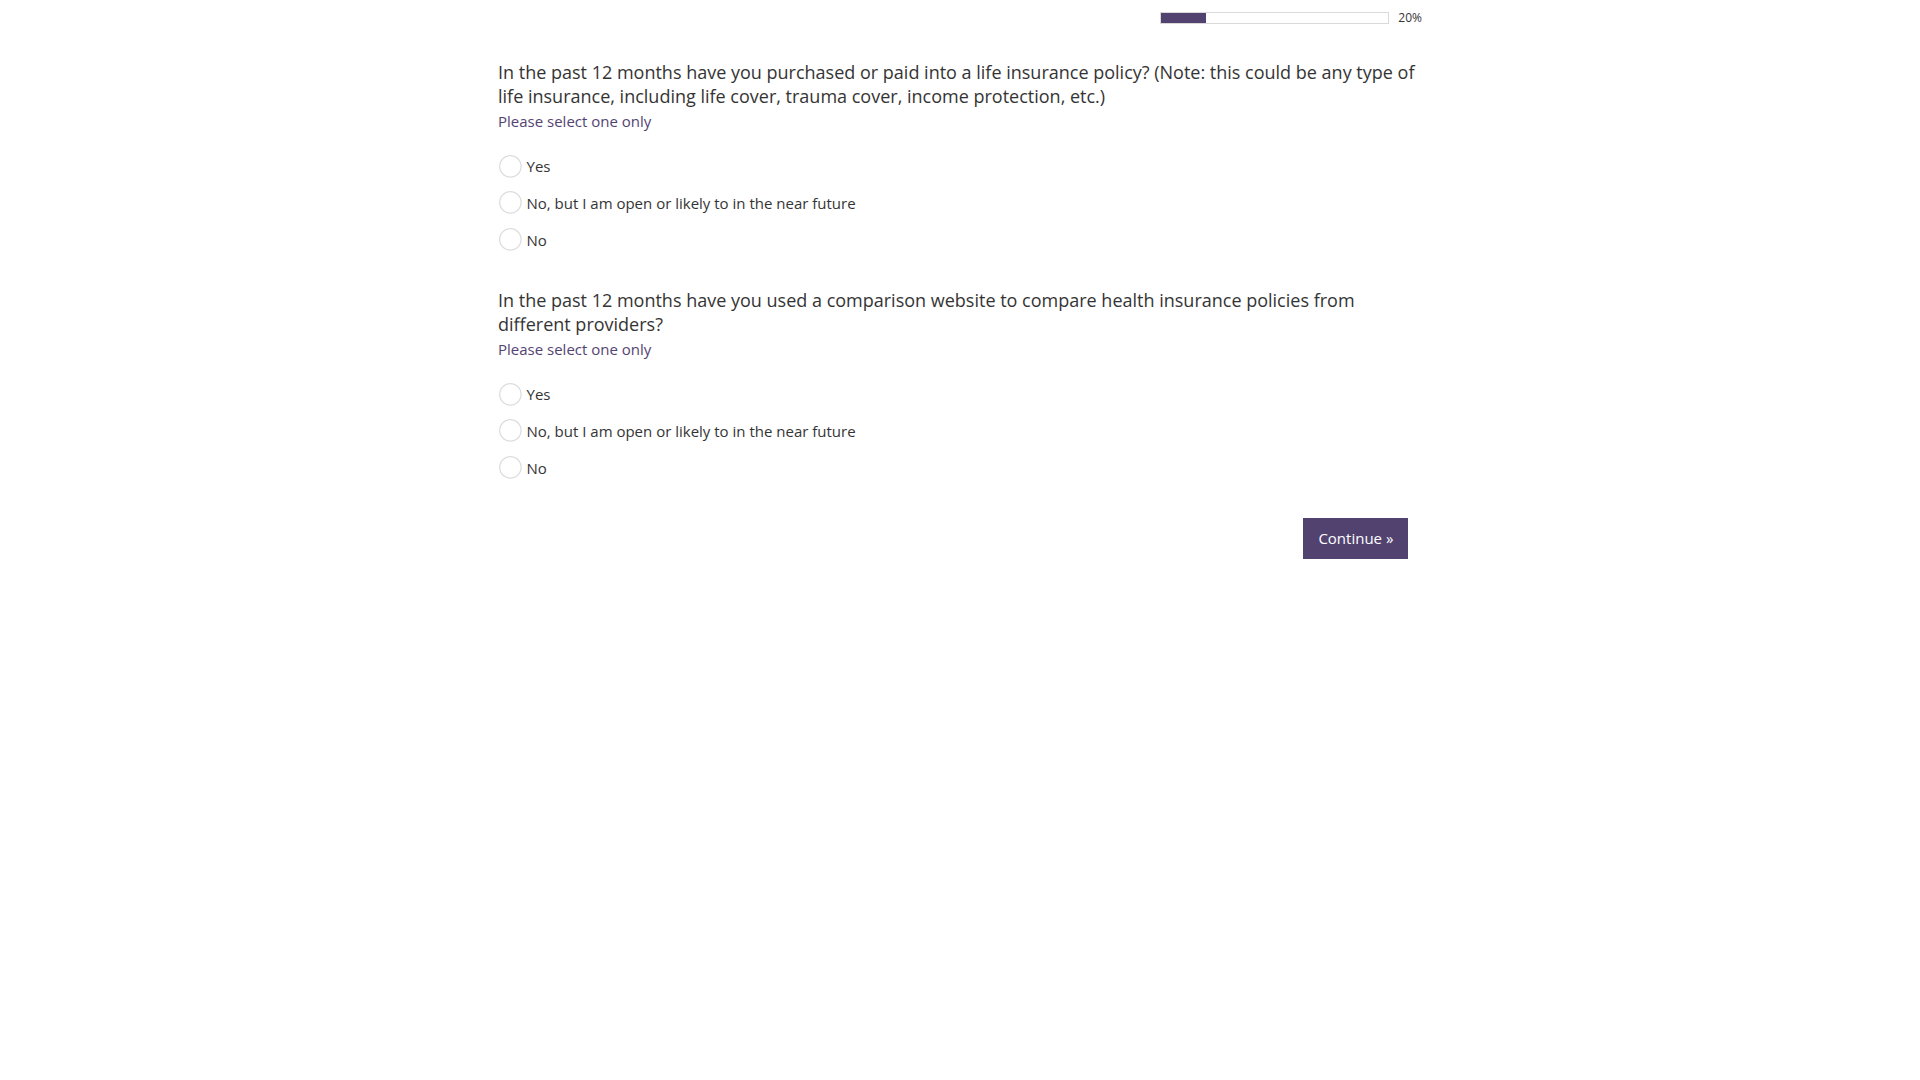 20%
In the past 12 months have you purchased or paid into a life insurance policy? (Note: this could be any type of
life insurance, including life cover, trauma cover, income protection, etc.)
Please select one only
Yes
No, but I am open or likely to in the near future
No
In the past 12 months have you used a comparison website to compare health insurance policies from
different providers?
Please select one only
Yes
No, but I am open or likely to in the near future
No
Continue »